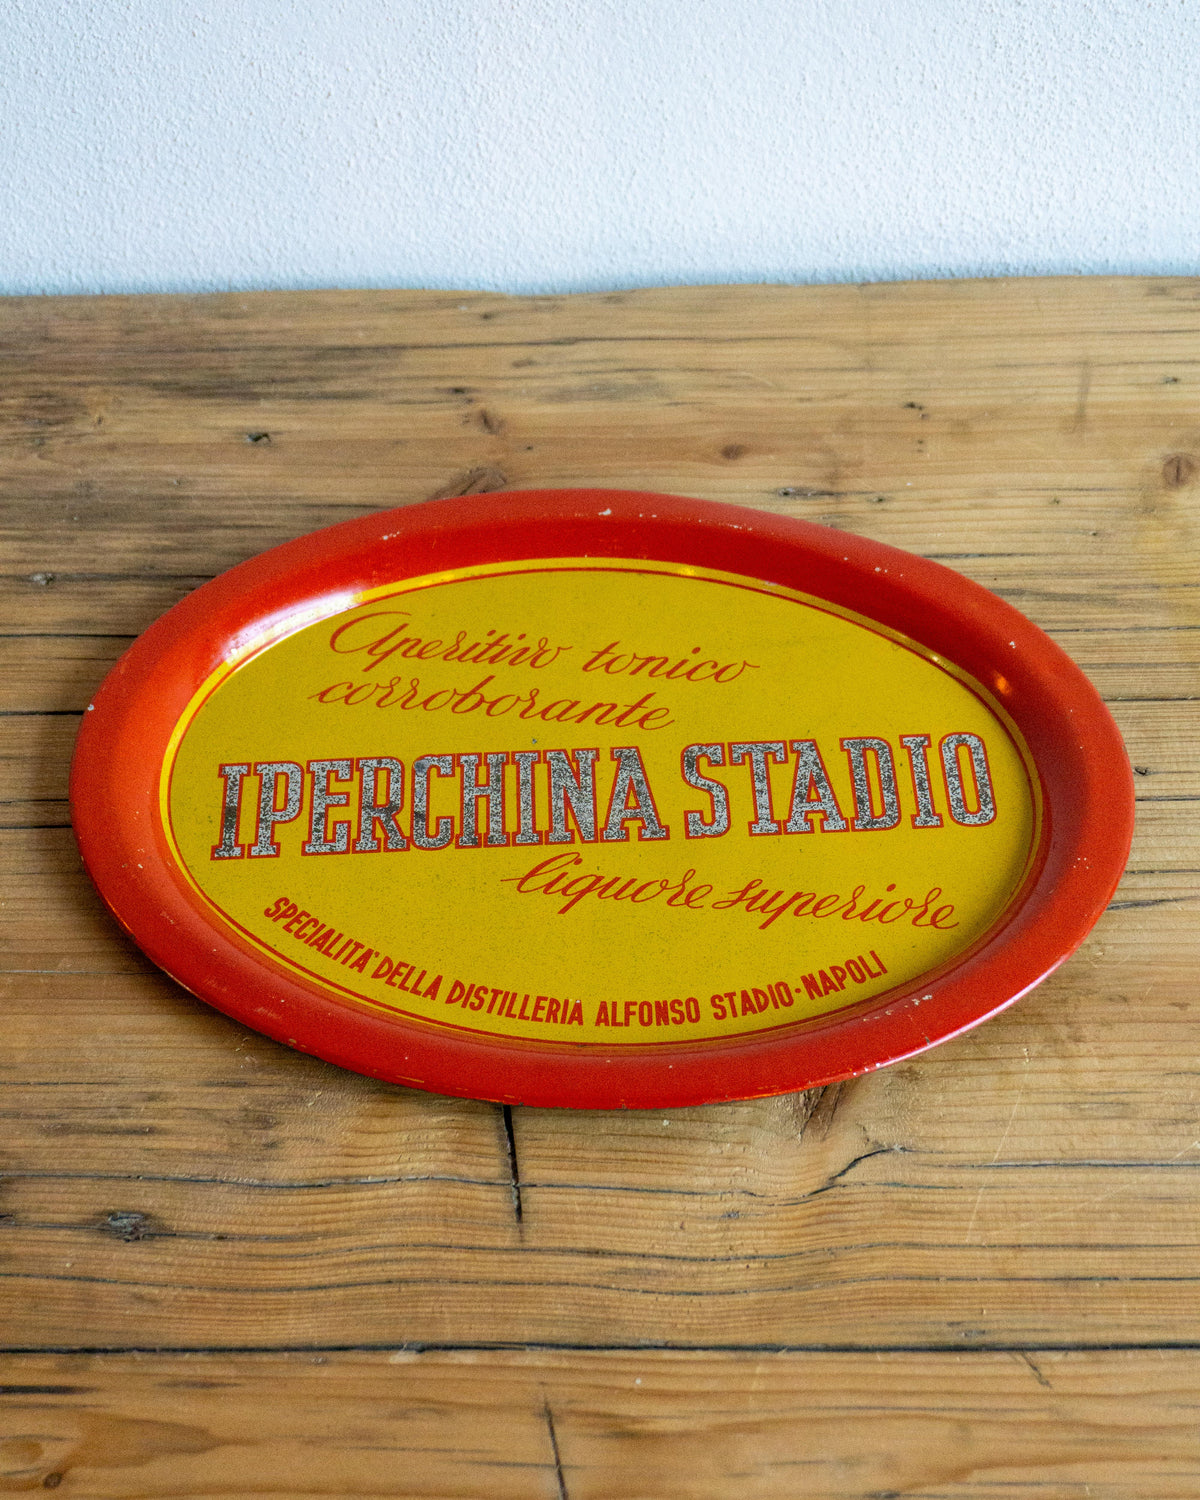 Aperitivo tonico
corroborante
IPERCHINA STADIO
liquore superiore
SPECIALITA' DELLA DISTILLERIA ALFONSO STADIO-NAPOLI